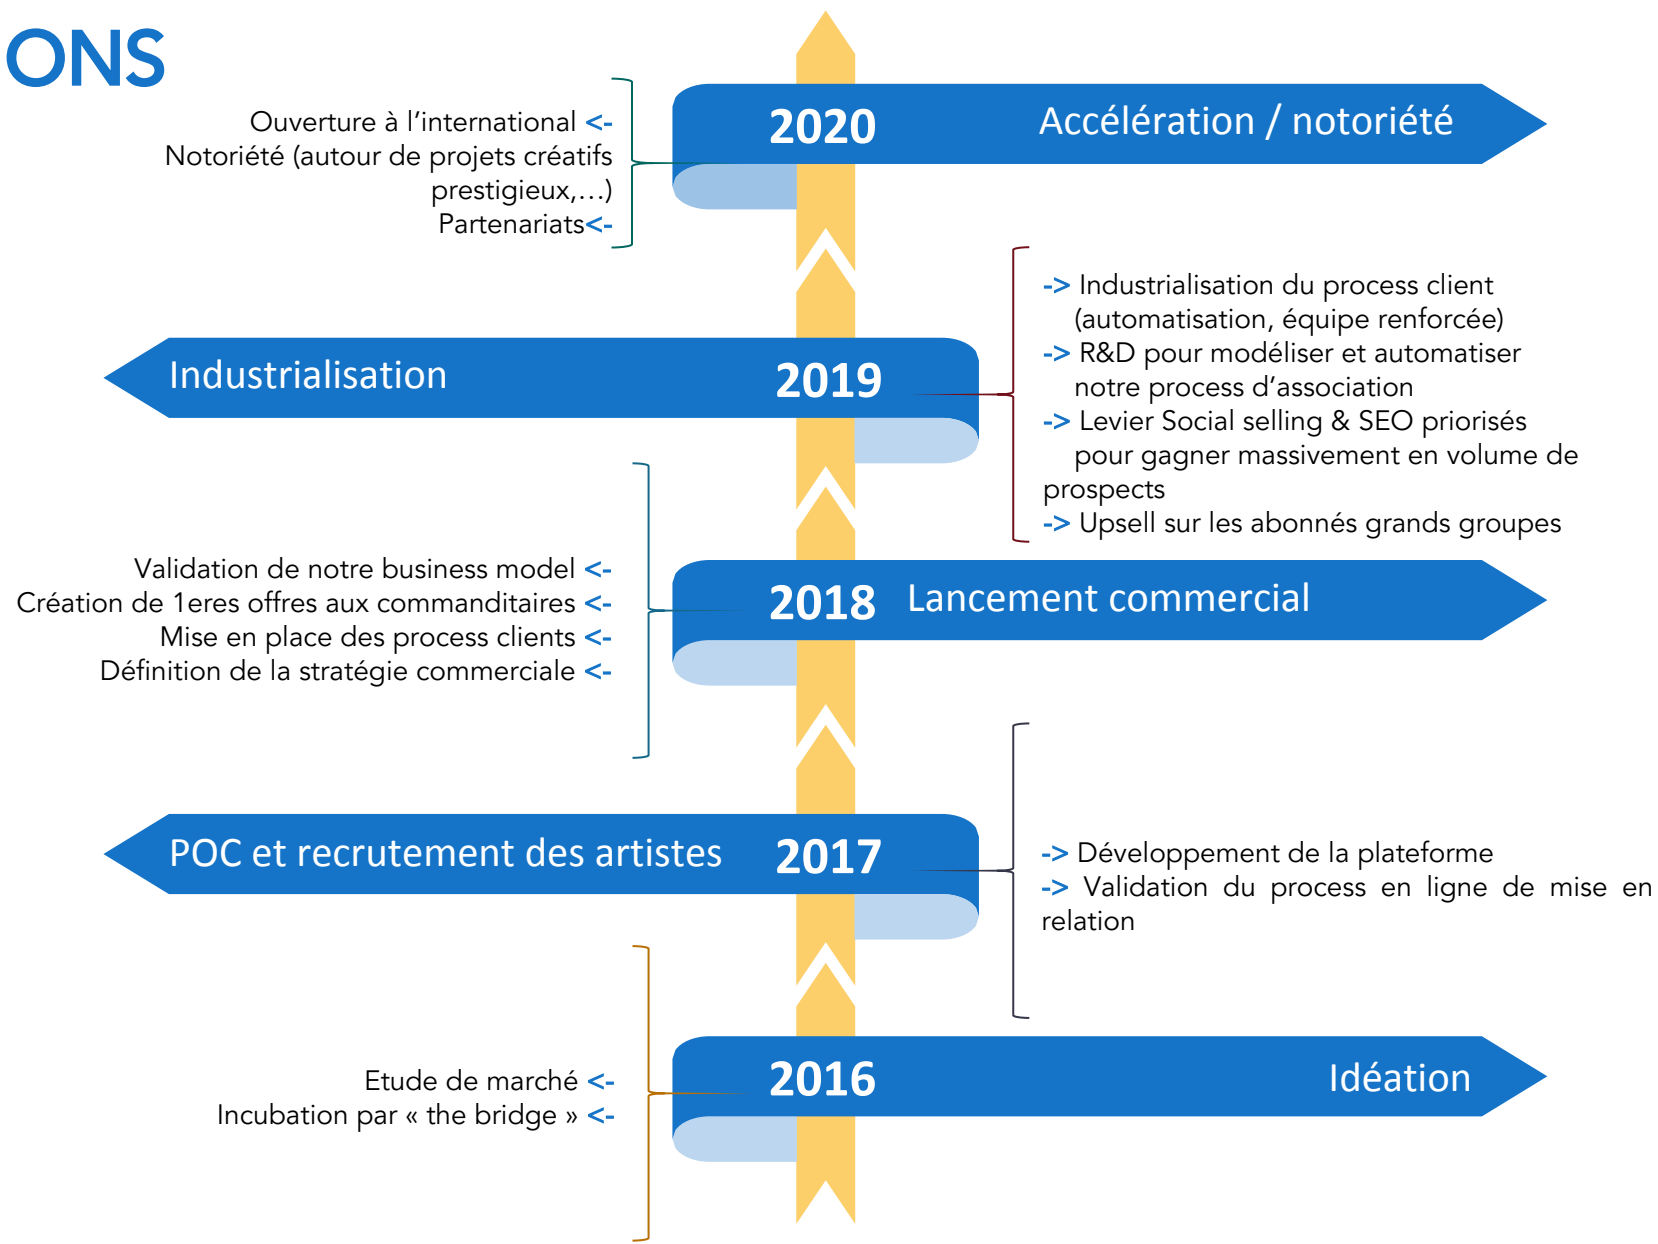 ONS
2020
Accélération / notoriété
Ouverture à l’international <-
Notoriété (autour de projets créatifs
prestigieux,…)
Partenariats<-
Industrialisation
2019
-> Industrialisation du process client
(automatisation, équipe renforcée)
-> R&D pour modéliser et automatiser
notre process d’association
-> Levier Social selling & SEO priorisés
pour gagner massivement en volume de
prospects
-> Upsell sur les abonnés grands groupes
2018
Lancement commercial
Validation de notre business model <-
Création de 1eres offres aux commanditaires <-
Mise en place des process clients <-
Définition de la stratégie commerciale <-
POC et recrutement des artistes
2017
-> Développement de la plateforme
-> Validation du process en ligne de mise en
relation
2016
Idéation
Etude de marché <-
Incubation par « the bridge » <-